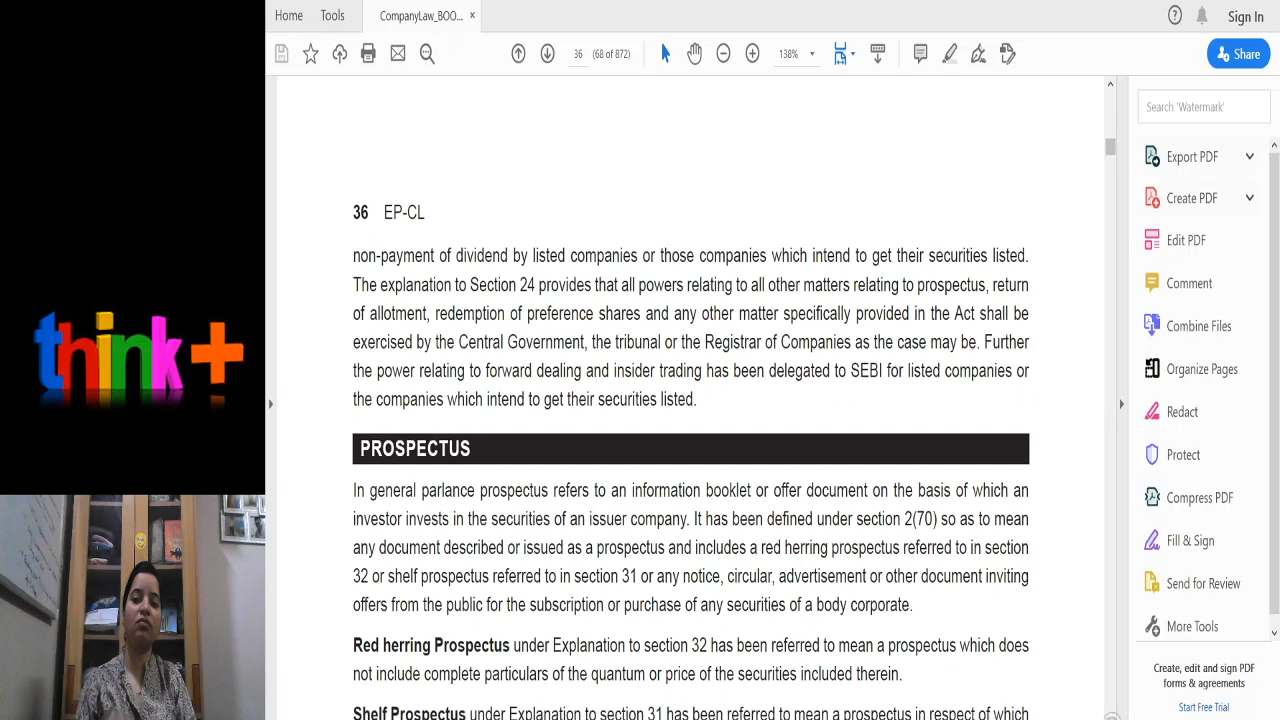 Home Tools CompanyLaw_BOO... × Sign In
36 (68 of 872) 138% Share
Search 'Watermark'
Export PDF
Create PDF
Edit PDF
Comment
Combine Files
Organize Pages
Redact
Protect
Compress PDF
Fill & Sign
Send for Review
More Tools
Create, edit and sign PDF
forms & agreements
Start Free Trial
think+
36 EP-CL
non-payment of dividend by listed companies or those companies which intend to get their securities listed.
The explanation to Section 24 provides that all powers relating to all other matters relating to prospectus, return
of allotment, redemption of preference shares and any other matter specifically provided in the Act shall be
exercised by the Central Government, the tribunal or the Registrar of Companies as the case may be. Further
the power relating to forward dealing and insider trading has been delegated to SEBI for listed companies or
the companies which intend to get their securities listed.
PROSPECTUS
In general parlance prospectus refers to an information booklet or offer document on the basis of which an
investor invests in the securities of an issuer company. It has been defined under section 2(70) so as to mean
any document described or issued as a prospectus and includes a red herring prospectus referred to in section
32 or shelf prospectus referred to in section 31 or any notice, circular, advertisement or other document inviting
offers from the public for the subscription or purchase of any securities of a body corporate.
Red herring Prospectus under Explanation to section 32 has been referred to mean a prospectus which does
not include complete particulars of the quantum or price of the securities included therein.
Shelf Prospectus under Explanation to section 31 has been referred to mean a prospectus in respect of which